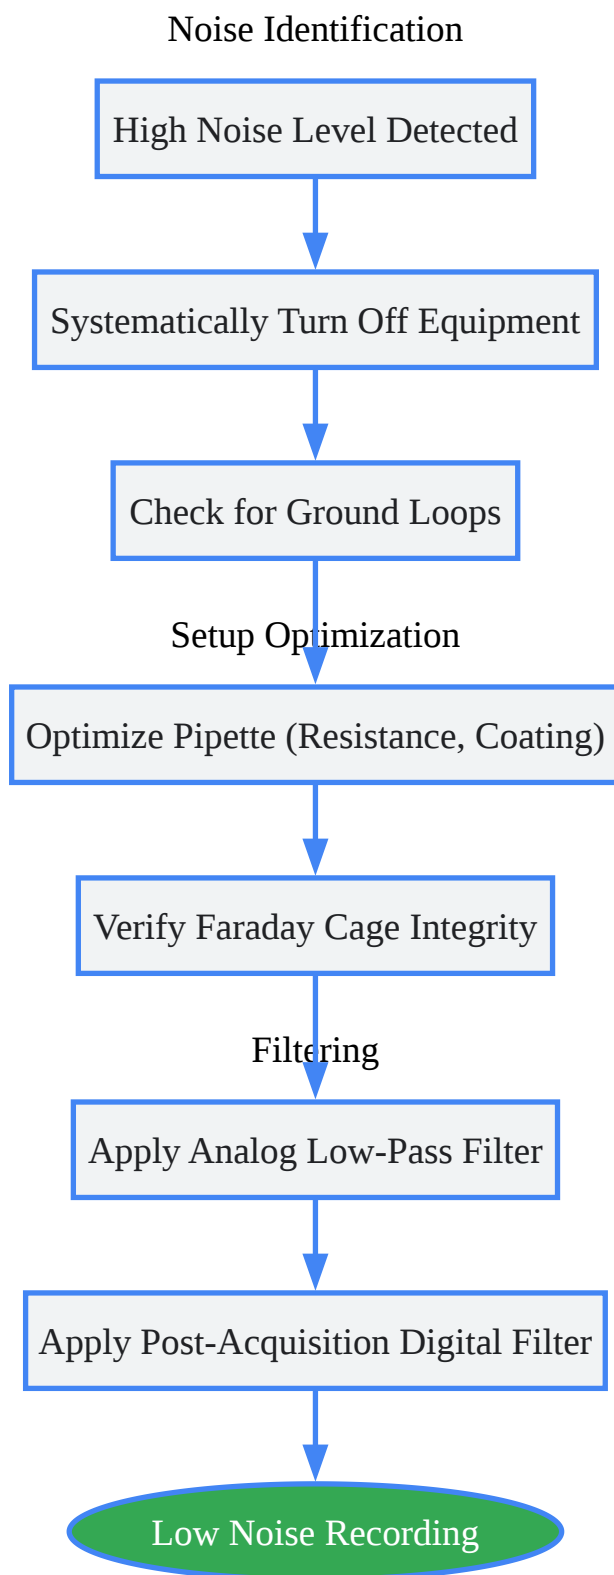 Noise Identification
High Noise Level Detected
Systematically Turn Off Equipment
Check for Ground Loops
Setup Optimization
Optimize Pipette (Resistance, Coating)
Verify Faraday Cage Integrity
Filtering
Apply Analog Low-Pass Filter
Apply Post-Acquisition Digital Filter
Low Noise Recording